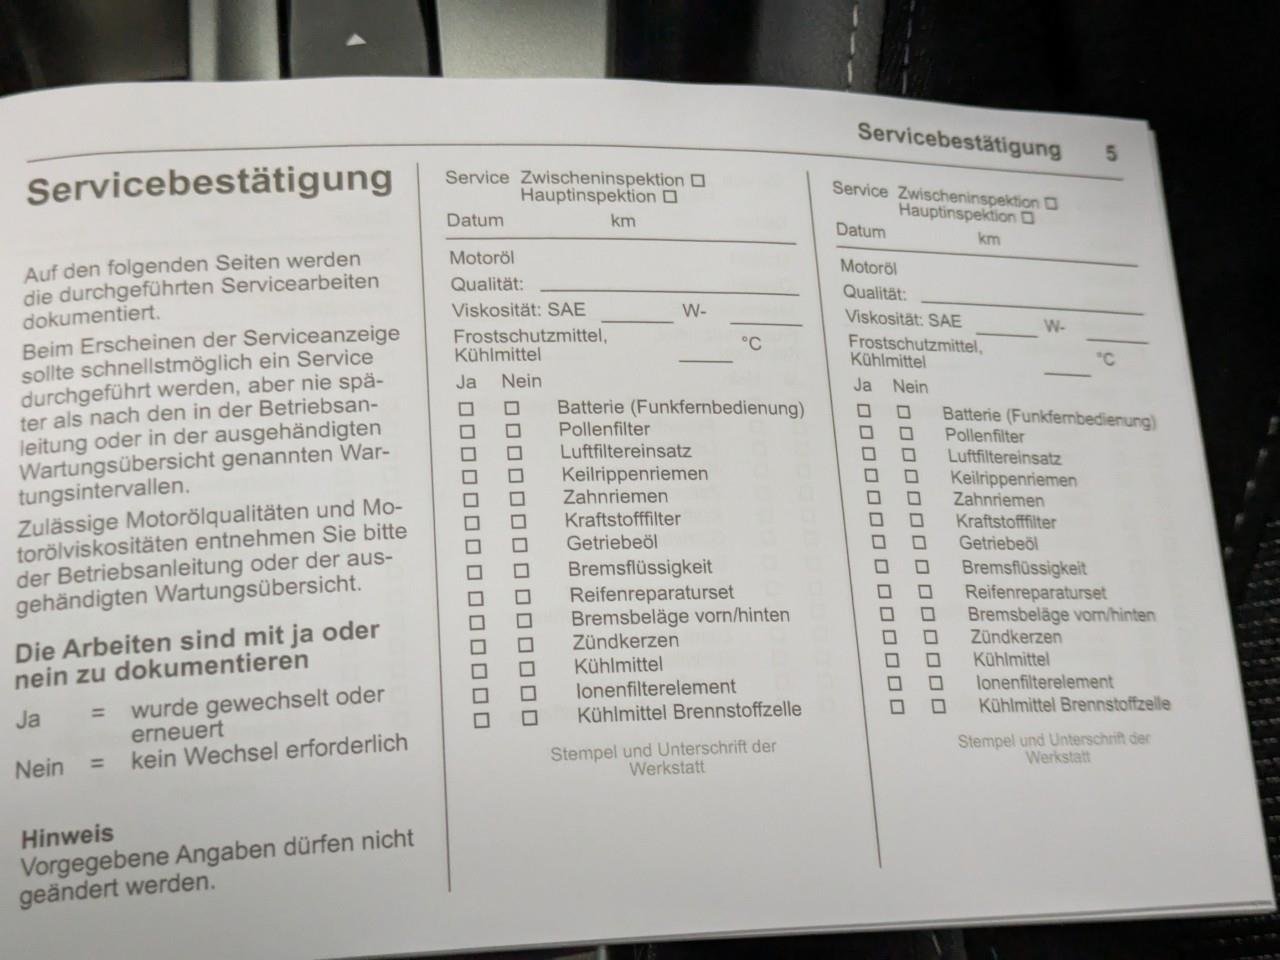 Servicebestätigung 5
Servicebestätigung
Auf den folgenden Seiten werden
die durchgeführten Servicearbeiten
dokumentiert.
Beim Erscheinen der Serviceanzeige
sollte schnellstmöglich ein Service
durchgeführt werden, aber nie spä-
ter als nach den in der Betriebsan-
leitung oder in der ausgehändigten
Wartungsübersicht genannten War-
tungsintervallen.
Zulässige Motorölqualitäten und Mo-
torölviskositäten entnehmen Sie bitte
der Betriebsanleitung oder der aus-
gehändigten Wartungsübersicht.
Die Arbeiten sind mit ja oder
nein zu dokumentieren
Ja = wurde gewechselt oder
erneuert
Nein = kein Wechsel erforderlich
Hinweis
Vorgegebene Angaben dürfen nicht
geändert werden.
Service Zwischeninspektion
Hauptinspektion
Datum km
Motoröl
Qualität:
Viskosität: SAE W-
Frostschutzmittel,
Kühlmittel °C
Ja Nein
Batterie (Funkfernbedienung)
Pollenfilter
Luftfiltereinsatz
Keilrippenriemen
Zahnriemen
Kraftstofffilter
Getriebeöl
Bremsflüssigkeit
Reifenreparaturset
Bremsbeläge vorn/hinten
Zündkerzen
Kühlmittel
Ionenfilterelement
Kühlmittel Brennstoffzelle
Stempel und Unterschrift der
Werkstatt
Service Zwischeninspektion
Hauptinspektion
Datum km
Motoröl
Qualität:
Viskosität: SAE W-
Frostschutzmittel,
Kühlmittel °C
Ja Nein
Batterie (Funkfernbedienung)
Pollenfilter
Luftfiltereinsatz
Keilrippenriemen
Zahnriemen
Kraftstofffilter
Getriebeöl
Bremsflüssigkeit
Reifenreparaturset
Bremsbeläge vorn/hinten
Zündkerzen
Kühlmittel
Ionenfilterelement
Kühlmittel Brennstoffzelle
Stempel und Unterschrift der
Werkstatt